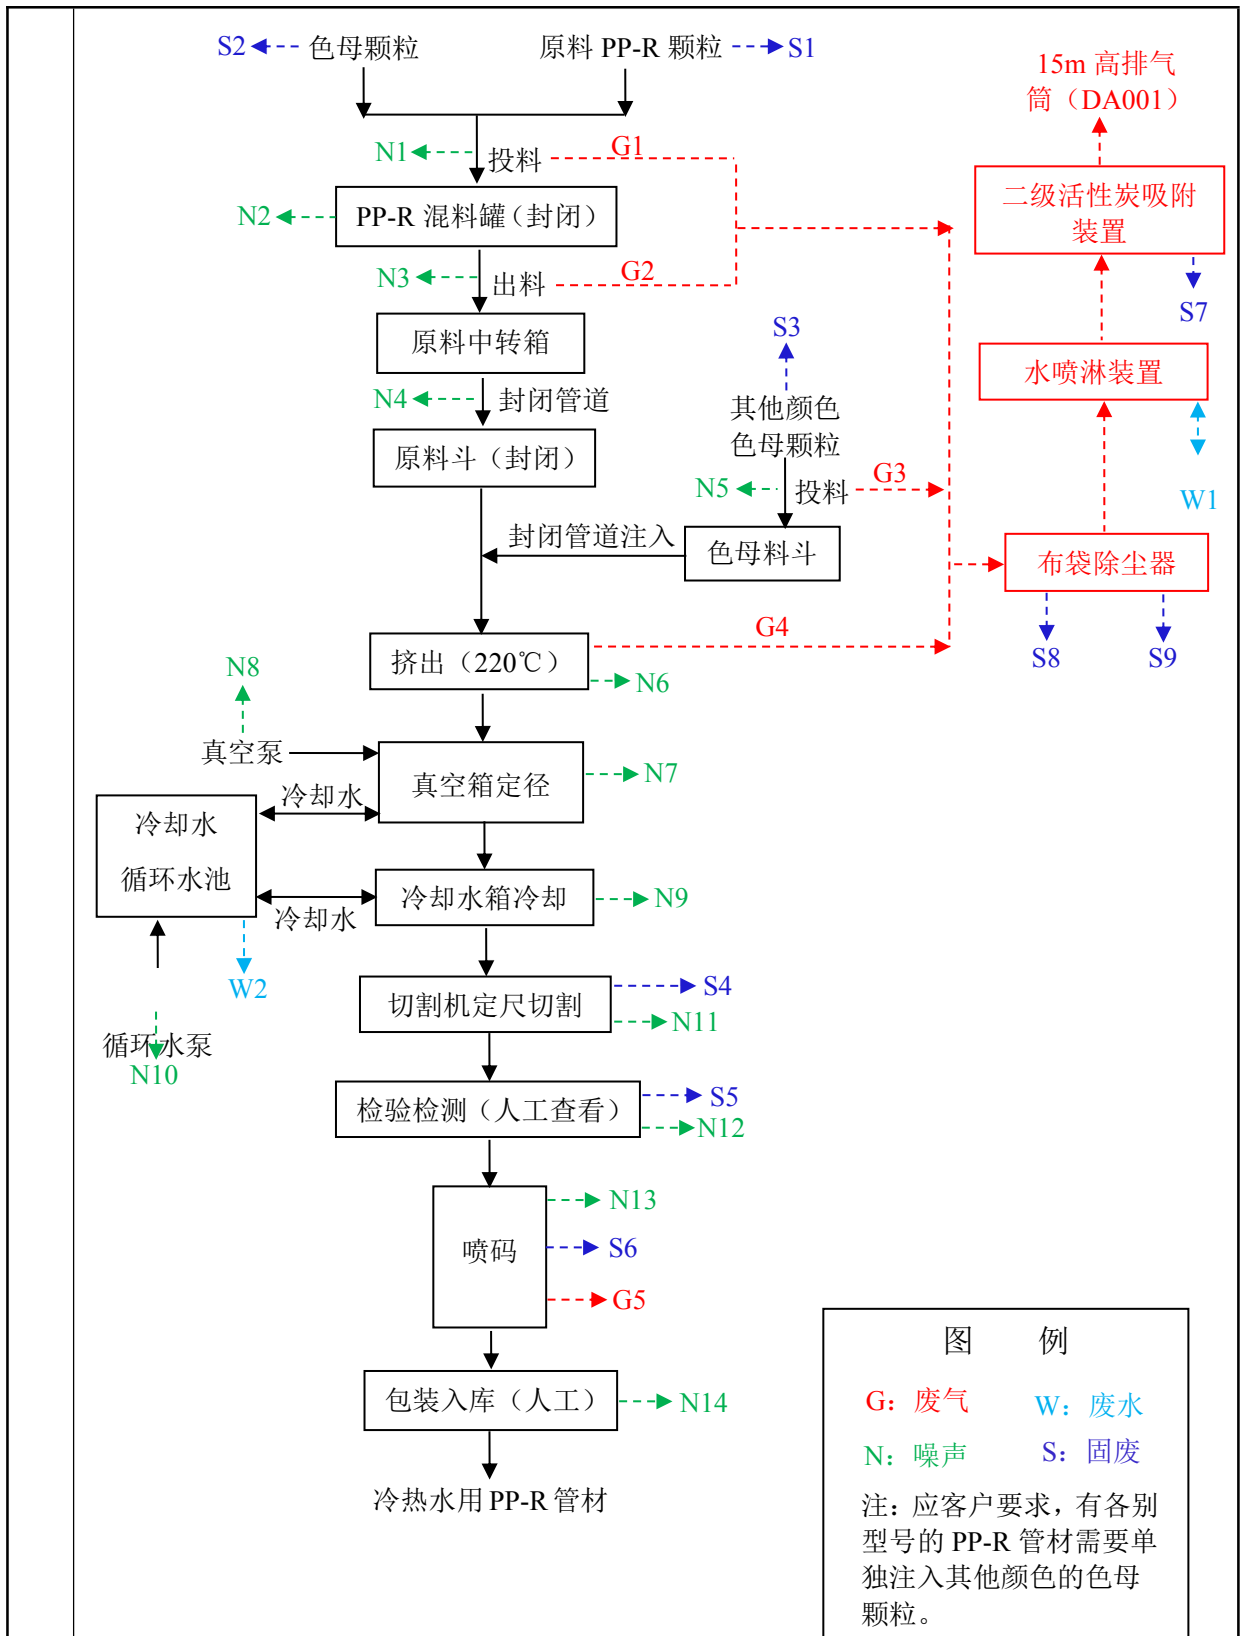 S2 色母颗粒 原料 PP-R 颗粒 S1
15m 高排气
筒（DA001）
N1 投料 G1
二级活性炭吸附
装置
N2 PP-R 混料罐（封闭）
N3 出料 G2
S7
原料中转箱
S3
水喷淋装置
N4 封闭管道
其他颜色
色母颗粒
原料斗（封闭）
N5 投料 G3
W1
封闭管道注入 色母料斗
布袋除尘器
G4
S8 S9
挤出（220℃）
N6
N8
真空泵
真空箱定径 N7
冷却水
冷却水
循环水池
冷却水箱冷却 N9
冷却水
W2
切割机定尺切割 S4
N11
循环水泵
N10
检验检测（人工查看） S5
N12
N13
喷码 S6
G5
包装入库（人工） N14
冷热水用 PP-R 管材
图 例
G：废气 W：废水
N：噪声 S：固废
注：应客户要求，有各别
型号的 PP-R 管材需要单
独注入其他颜色的色母
颗粒。